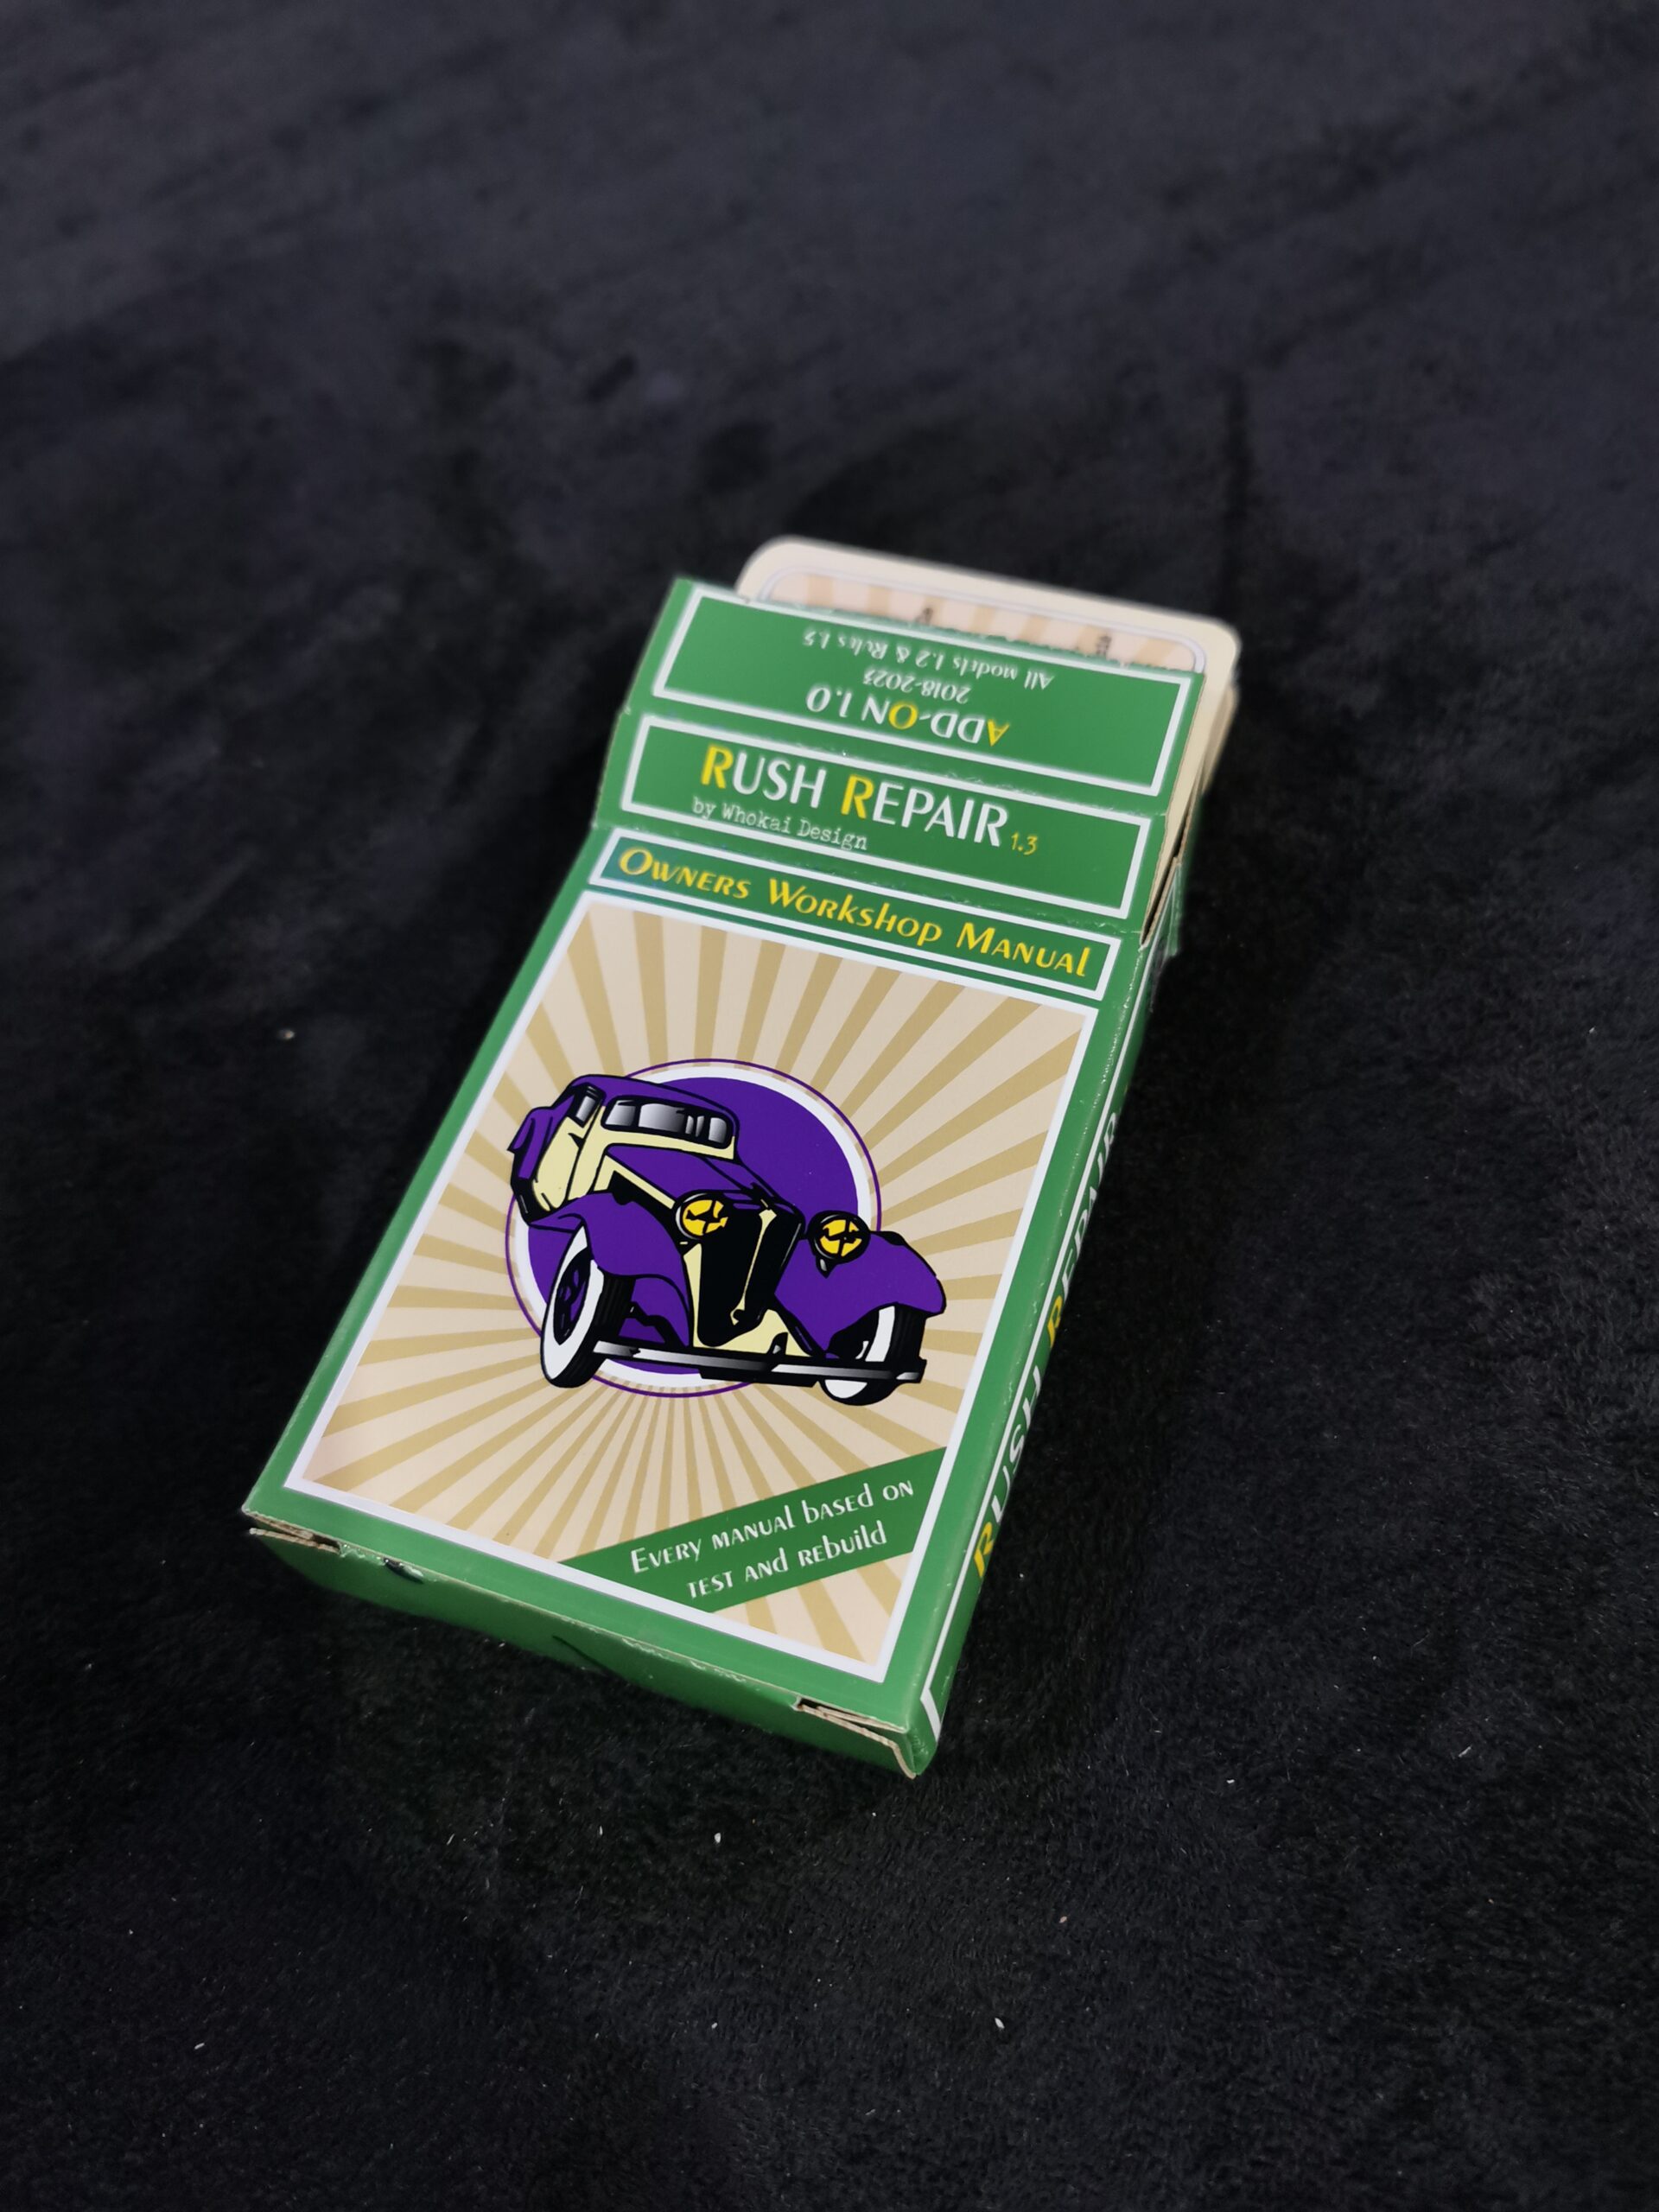 ADD-ON 1.0
2018-2023
All models 1.2 & Rules 1.5
RUSH REPAIR 1.3
by Whokai Design
OWNERS WORKSHOP MANUAL
EVERY MANUAL bASEd ON
TEST ANd REbuild
RUSH REPAIR